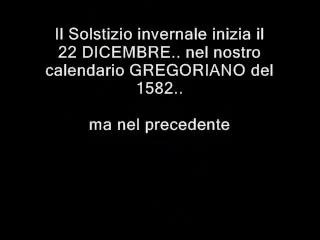 Il Solstizio invernale inizia il
22 DICEMBRE.. nel nostro
calendario GREGORIANO del
1582..
ma nel precedente